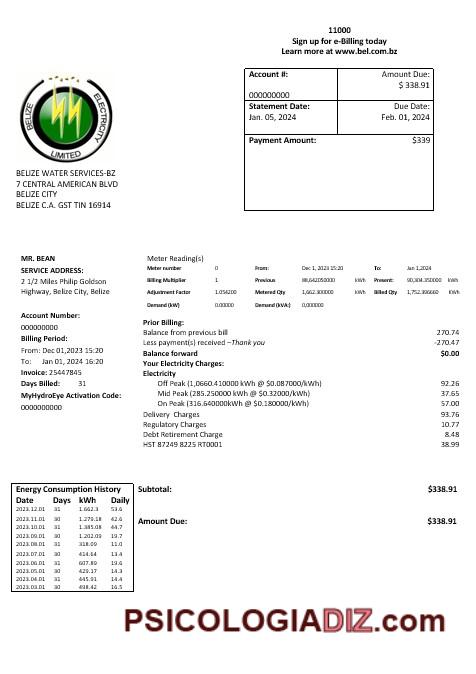 11000
Sign up for e-Billing today
Learn more at www.bel.com.bz
Account #:
000000000
Amount Due:
$ 338.91
Statement Date:
Jan. 05, 2024
Due Date:
Feb. 01, 2024
Payment Amount: $339
BELIZE ELECTRICITY
LIMITED
BELIZE WATER SERVICES-BZ
7 CENTRAL AMERICAN BLVD
BELIZE CITY
BELIZE C.A. GST TIN 16914
MR. BEAN
SERVICE ADDRESS:
2 1/2 Miles Philip Goldson
Highway, Belize City, Belize
Account Number:
000000000
Billing Period:
From: Dec 01,2023 15:20
To: Jan 01, 2024 16:20
Invoice: 25447845
Days Billed: 31
MyHydroEye Activation Code:
0000000000
Meter Reading(s)
Meter number 0 From: Dec 1,2023 15:20 To: Jan 1,2024
Billing Multiplier 1 Previous 88,642050000 kWh Present: 90,304.350000 kWh
Adjustment Factor 1.054200 Metered Qty 1,662.300000 kWh Billed Qty 1,752.396660 kWh
Demand (kW) 0.00000 Demand (kVA:) 0,000000
Prior Billing:
Balance from previous bill 270.74
Less payment(s) received –Thank you -270.47
Balance forward $0.00
Your Electricity Charges:
Electricity
Off Peak (1,0660.410000 kWh @ $0.087000/kWh) 92.26
Mid Peak (285.250000 kWh @ $0.32000/kWh) 37.65
On Peak (316.640000kWh @ $0.180000/kWh) 57.00
Delivery Charges 93.76
Regulatory Charges 10.77
Debt Retirement Charge 8.48
HST 87249 8225 RT0001 38.99
Energy Consumption History
Date Days kWh Daily
2023.12.01 31 1.662.3 53.6
2023.11.01 30 1.279.18 42.6
2023.10.01 31 1.385.08 44.7
2023.09.01 30 1.202.09 19.7
2023.08.01 31 318.09 11.0
2023.07.01 30 414.64 13.4
2023.06.01 31 607.89 19.6
2023.05.01 30 429.17 14.3
2023.04.01 31 445.91 14.4
2023.03.01 30 498.42 16.5
Subtotal: $338.91
Amount Due: $338.91
PSICOLOGIADIZ.com